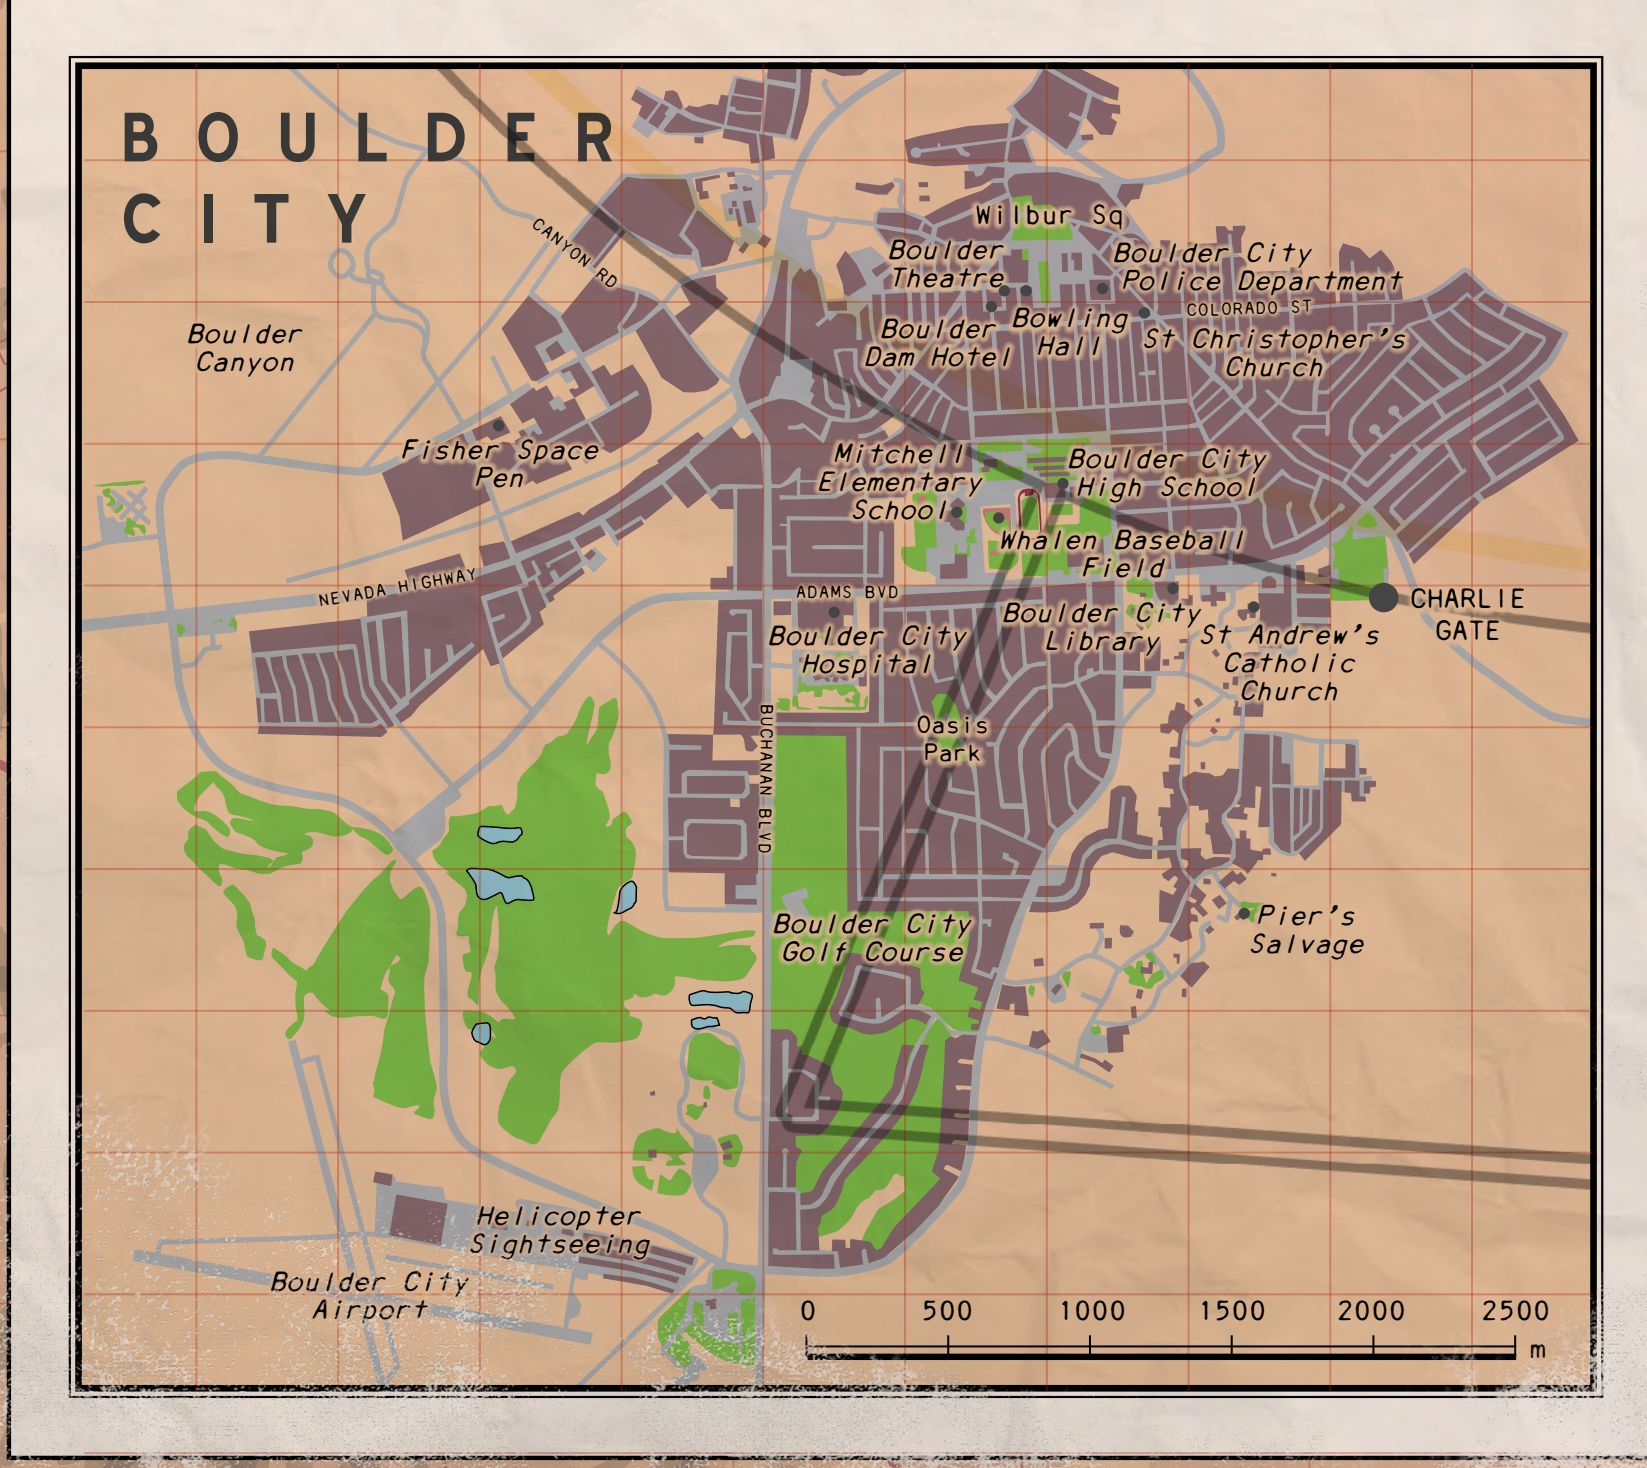 BOULDER
CITY
CANYON RD
Wilbur Sq
Boulder
Theatre
Boulder City
Police Department
COLORADO ST
Boulder
Dam Hotel
Bowling
Hall
St Christopher's
Church
Boulder
Canyon
Fisher Space
Pen
Mitchell
Elementary
School
Boulder City
High School
Whalen Baseball
Field
NEVADA HIGHWAY
ADAMS BVD
Boulder City
Hospital
Boulder City
Library
St Andrew's
Catholic
Church
CHARLIE
GATE
Oasis
Park
BUCHANAN BLVD
Boulder City
Golf Course
Pier's
Salvage
Helicopter
Sightseeing
Boulder City
Airport
0 500 1000 1500 2000 2500
m